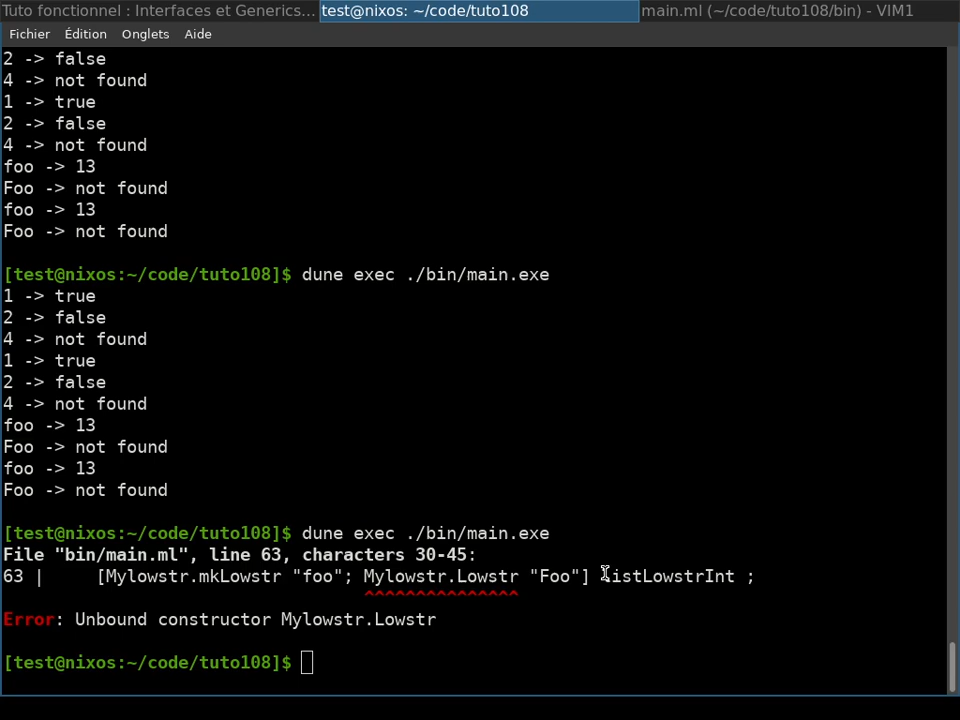 Tuto fonctionnel : Interfaces et Generics... test@nixos: ~/code/tuto108 main.ml (~/code/tuto108/bin) - VIM1
Fichier Édition Onglets Aide
2 -> false
4 -> not found
1 -> true
2 -> false
4 -> not found
foo -> 13
Foo -> not found
foo -> 13
Foo -> not found
[test@nixos:~/code/tuto108]$ dune exec ./bin/main.exe
1 -> true
2 -> false
4 -> not found
1 -> true
2 -> false
4 -> not found
foo -> 13
Foo -> not found
foo -> 13
Foo -> not found
[test@nixos:~/code/tuto108]$ dune exec ./bin/main.exe
File "bin/main.ml", line 63, characters 30-45:
63 |     [Mylowstr.mkLowstr "foo"; Mylowstr.Lowstr "Foo"] listLowstrInt ;
^^^^^^^^^^^^^^^
Error: Unbound constructor Mylowstr.Lowstr
[test@nixos:~/code/tuto108]$